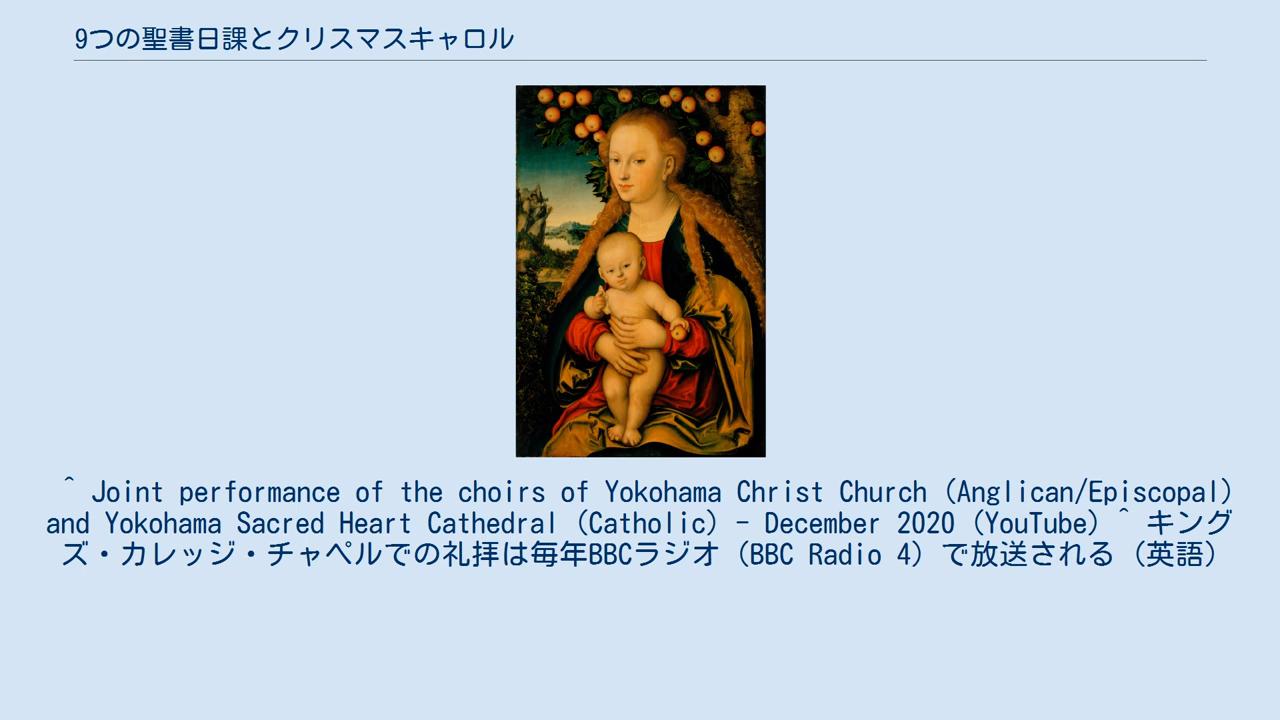 9つの聖書日課とクリスマスキャロル
^ Joint performance of the choirs of Yokohama Christ Church (Anglican/Episcopal)
and Yokohama Sacred Heart Cathedral (Catholic) - December 2020 (YouTube) ^ キング
ズ・カレッジ・チャペルでの礼拝は毎年BBCラジオ (BBC Radio 4) で放送される (英語)